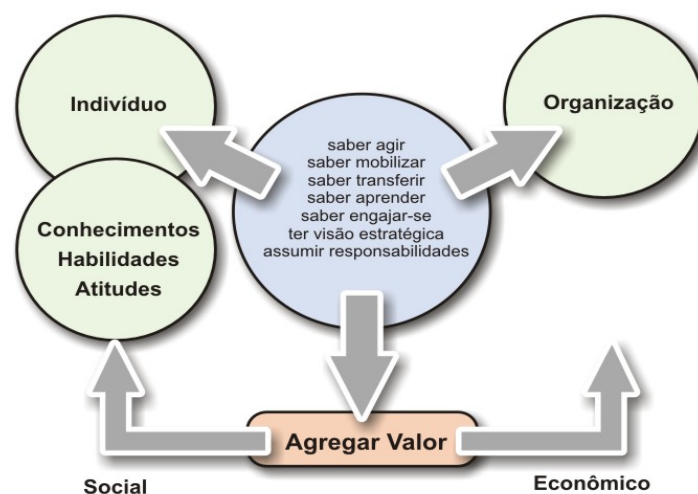 Indivíduo
Organização
saber agir
saber mobilizar
saber transferir
saber aprender
saber engajar-se
ter visão estratégica
assumir responsabilidades
Conhecimentos
Habilidades
Atitudes
Agregar Valor
Social
Econômico